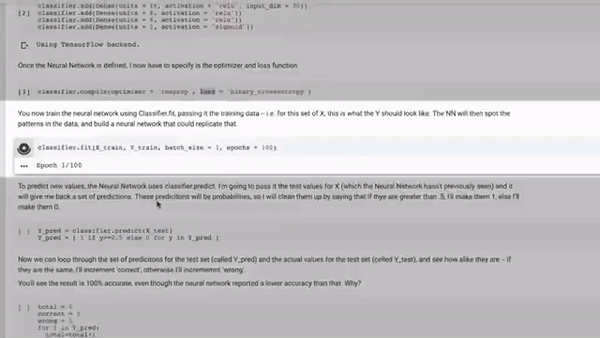 classifier.add(Dense(units = 16, activation = 'relu', input_dim = 30))
[2] classifier.add(Dense(units = 8, activation = 'relu'))
classifier.add(Dense(units = 6, activation = 'relu'))
classifier.add(Dense(units = 1, activation = 'sigmoid'))
Using TensorFlow backend.
Once the Neural Network is defined, I now have to specify is the optimizer and loss function
[3] classifier.compile(optimizer = 'rmsprop', loss = 'binary_crossentropy')
You now train the neural network using Classifier.fit, passing it the training data – i.e. for this set of X, this is what the Y should look like. The NN will then spot the
patterns in the data, and build a neural network that could replicate that.
classifier.fit(X_train, Y_train, batch_size = 1, epochs = 100)
... Epoch 1/100
To predict new values, the Neural Network uses classifier.predict. I'm going to pass it the test values for X (which the Neural Network hasn't previously seen) and it
will give me back a set of predictions. These predicitions will be probabilities, so I will clean them up by saying that if thye are greater than .5, I'll make them 1, else I'll
make them 0.
[ ] Y_pred = classifier.predict(X_test)
Y_pred = [ 1 if y>=0.5 else 0 for y in Y_pred ]
Now we can loop through the set of predicitons for the test set (called Y_pred) and the actual values for the test set (celled Y_test), and see how alike they are – if
they are the same, I'll increment 'correct', otherwise I'll incrememnt 'wrong'.
You'll see the result is 100% accurate, even though the neural network reported a lower accuracy than that. Why?
[ ] total = 0
correct = 0
wrong = 0
for i in Y_pred:
total=total+1